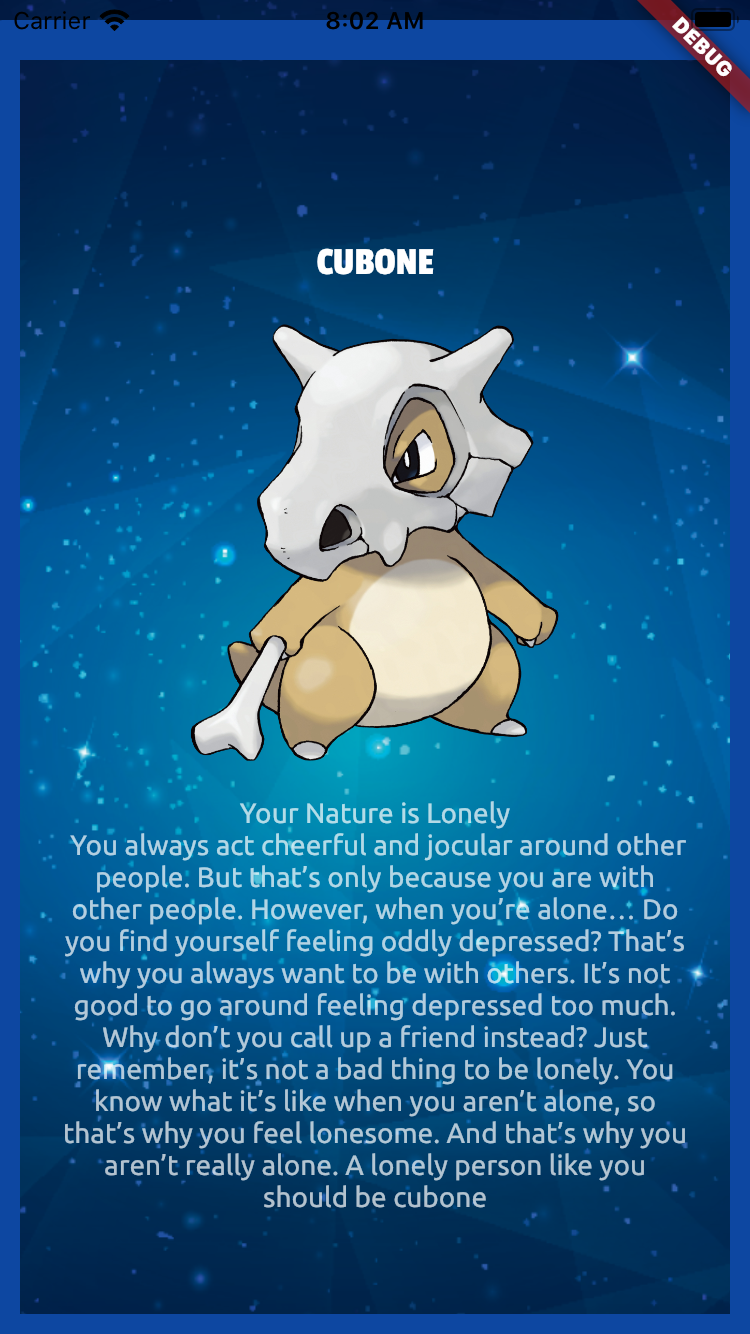 Carrier 8:02 AM
DEBUG
CUBONE
Your Nature is Lonely
You always act cheerful and jocular around other
people. But that’s only because you are with
other people. However, when you’re alone… Do
you find yourself feeling oddly depressed? That’s
why you always want to be with others. It’s not
good to go around feeling depressed too much.
Why don’t you call up a friend instead? Just
remember, it’s not a bad thing to be lonely. You
know what it’s like when you aren’t alone, so
that’s why you feel lonesome. And that’s why you
aren’t really alone. A lonely person like you
should be cubone